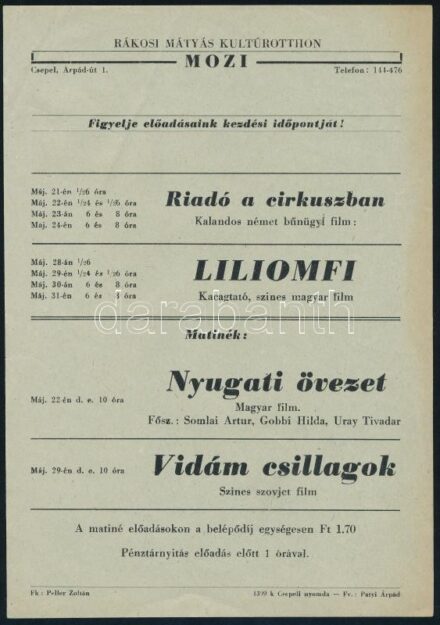 RÁKOSI MÁTYÁS KULTÚROTTHON
MOZI
Csepel, Árpád-út 1.
Telefon: 144-476
Figyelje előadásaink kezdési időpontját!
Máj. 21-én 1/26 óra
Máj. 22-én 1/24 és 1/26 óra
Máj. 23-án 6 és 8 óra
Máj. 24-én 6 és 8 óra
Riadó a cirkuszban
Kalandos német bűnügyi film:
Máj. 28-án 1/26
Máj. 29-én 1/24 és 1/26 óra
Máj. 30-án 6 és 8 óra
Máj. 31-én 6 és 8 óra
LILIOMFI
Kacagtató, szines magyar film
darabanth
Matinék:
Máj. 22-én d. e. 10 óra
Nyugati övezet
Magyar film.
Fősz.: Somlai Artur, Gobbi Hilda, Uray Tivadar
Máj. 29-én d. e. 10 óra
Vidám csillagok
Szines szovjet film
A matiné előadásokon a belépődíj egységesen Ft 1.70
Pénztárnyitás előadás előtt 1 órával.
Fk: Peller Zoltán
1399 k Csepeli nyomda — Fv.: Patyi Árpád